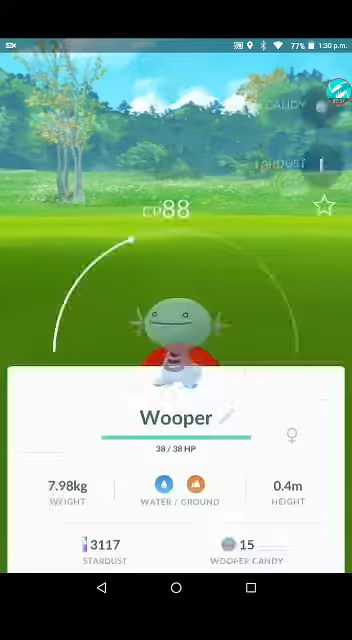 77% 1:30 p.m.
CANDY
CP88
Wooper
38 / 38 HP
7.98kg
WEIGHT
WATER / GROUND
0.4m
HEIGHT
3117
STARDUST
15
WOOPER CANDY